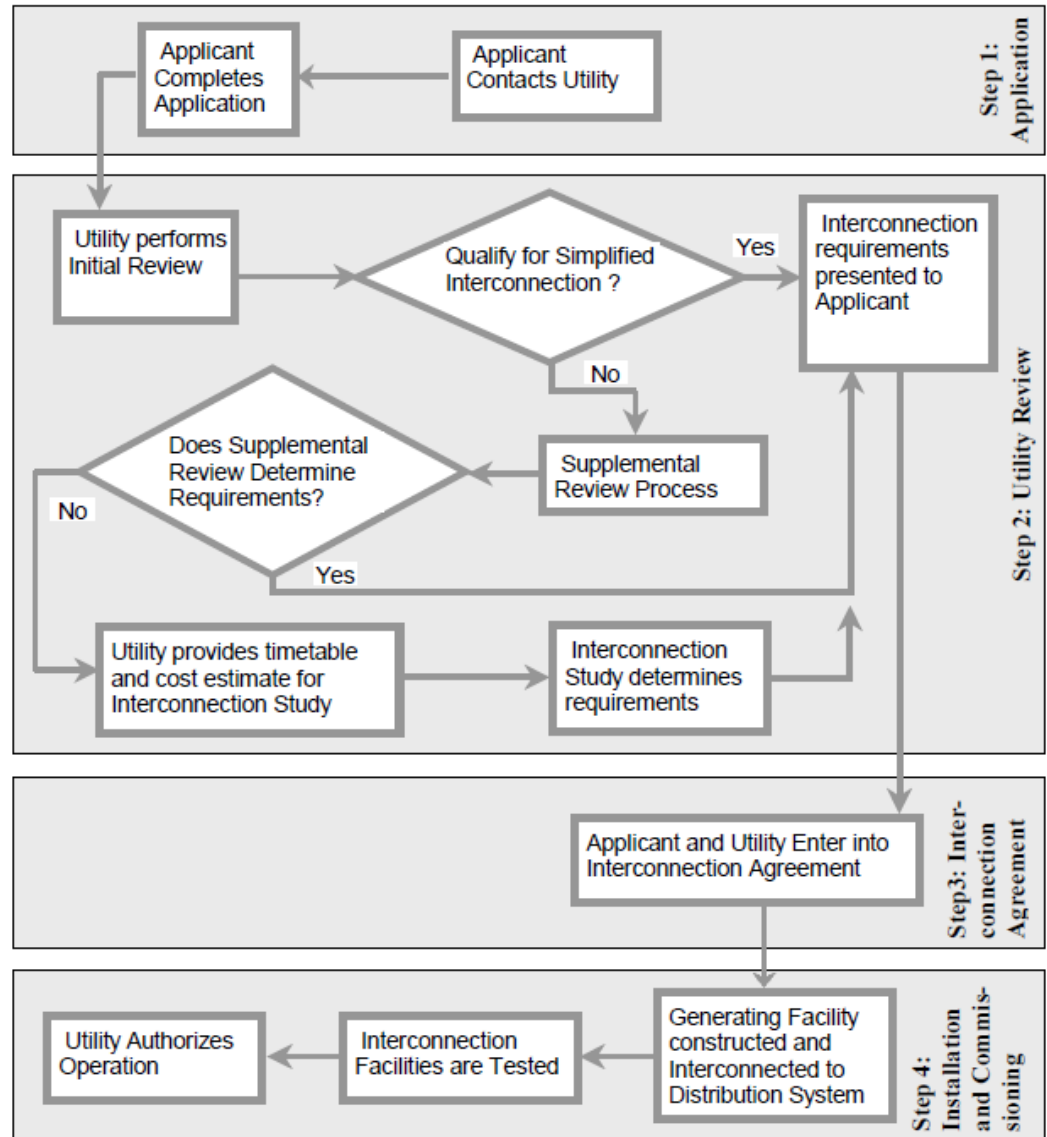 Applicant
Contacts Utility
Applicant
Completes
Application
Step 1:
Application
Utility performs
Initial Review
Qualify for Simplified
Interconnection ?
Yes
Interconnection
requirements
presented to
Applicant
No
Supplemental
Review Process
Does Supplemental
Review Determine
Requirements?
No
Yes
Utility provides timetable
and cost estimate for
Interconnection Study
Interconnection
Study determines
requirements
Step 2: Utility Review
Applicant and Utility Enter into
Interconnection Agreement
Step3: Inter-
connection
Agreement
Generating Facility
constructed and
Interconnected to
Distribution System
Interconnection
Facilities are Tested
Utility Authorizes
Operation
Step 4:
Installation
and Commis-
sioning